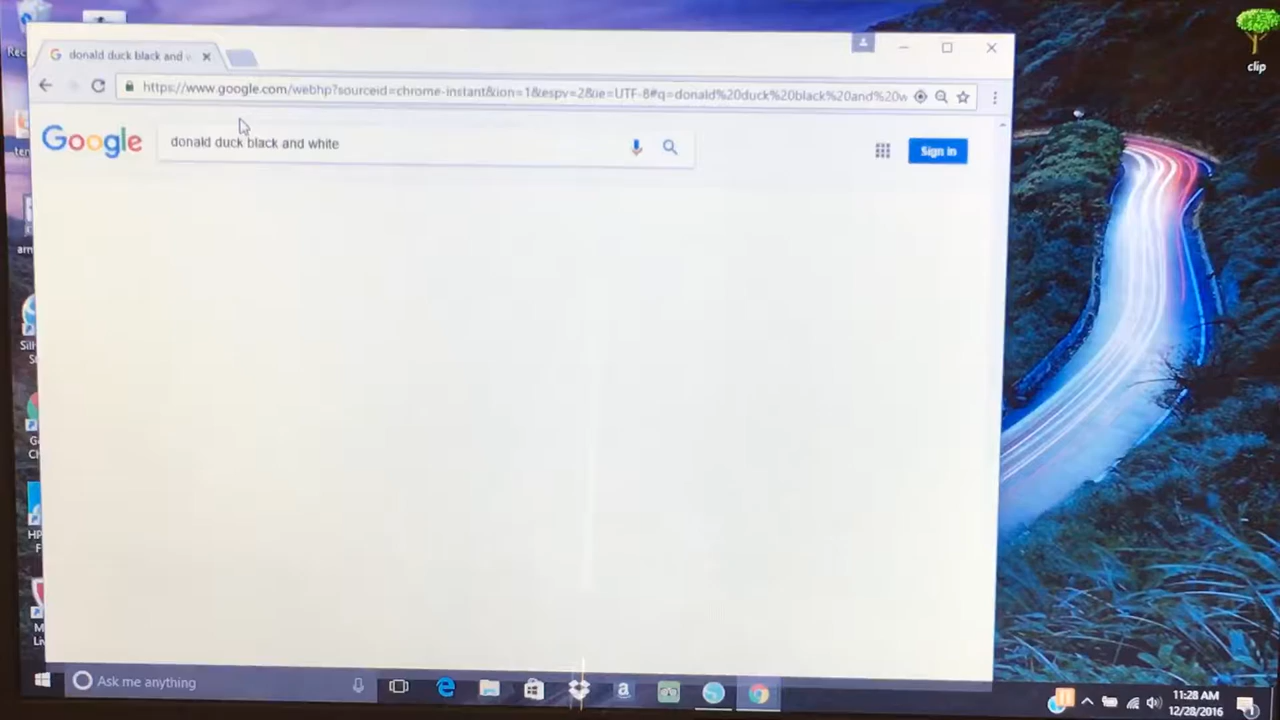 clip
donald duck black and
https://www.google.com/webhp?sourceid=chrome-instant&ion=1&espv=2&ie=UTF-8#q=donald%20duck%20black%20and%20w
Google
donald duck black and white
Sign in
Ask me anything
11:28 AM
12/28/2016